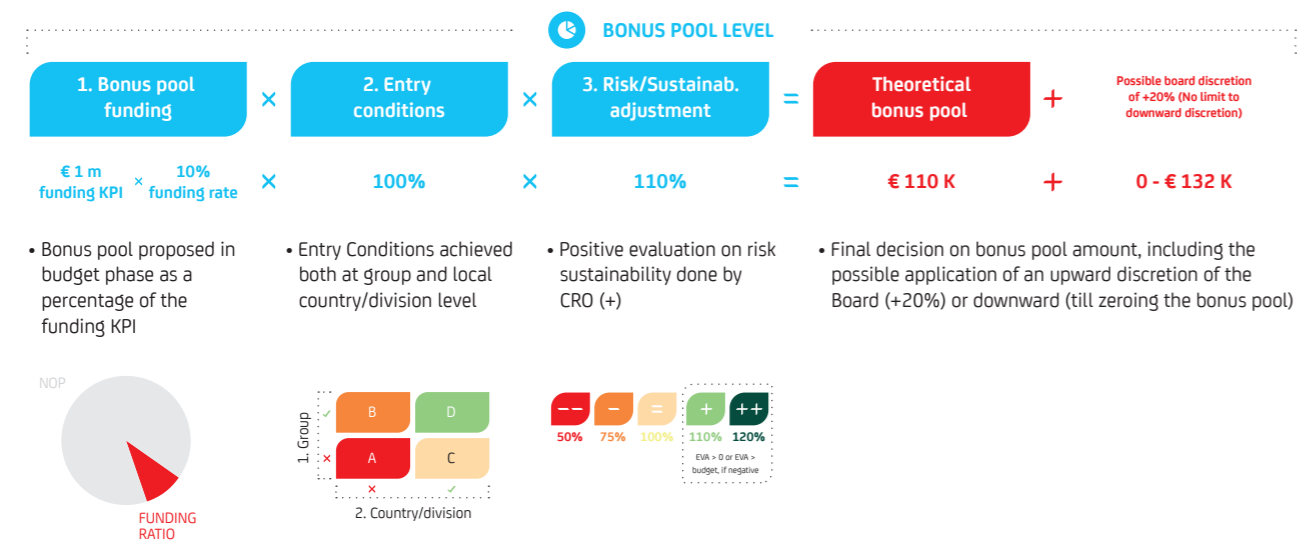 BONUS POOL LEVEL
1. Bonus pool
funding
×
2. Entry
conditions
×
3. Risk/Sustainab.
adjustment
=
Theoretical
bonus pool
+
Possible board discretion
of +20% (No limit to
downward discretion)
€ 1 m
funding KPI
×
10%
funding rate
×
100%
×
110%
=
€ 110 K
+
0 - € 132 K
• Bonus pool proposed in
budget phase as a
percentage of the
funding KPI
• Entry Conditions achieved
both at group and local
country/division level
• Positive evaluation on risk
sustainability done by
CRO (+)
• Final decision on bonus pool amount, including the
possible application of an upward discretion of the
Board (+20%) or downward (till zeroing the bonus pool)
NOP
FUNDING
RATIO
1. Group
✓
B
D
×
A
C
×
✓
2. Country/division
--
-
=
+
++
50%
75%
100%
110%
120%
EVA > 0 or EVA >
budget, if negative